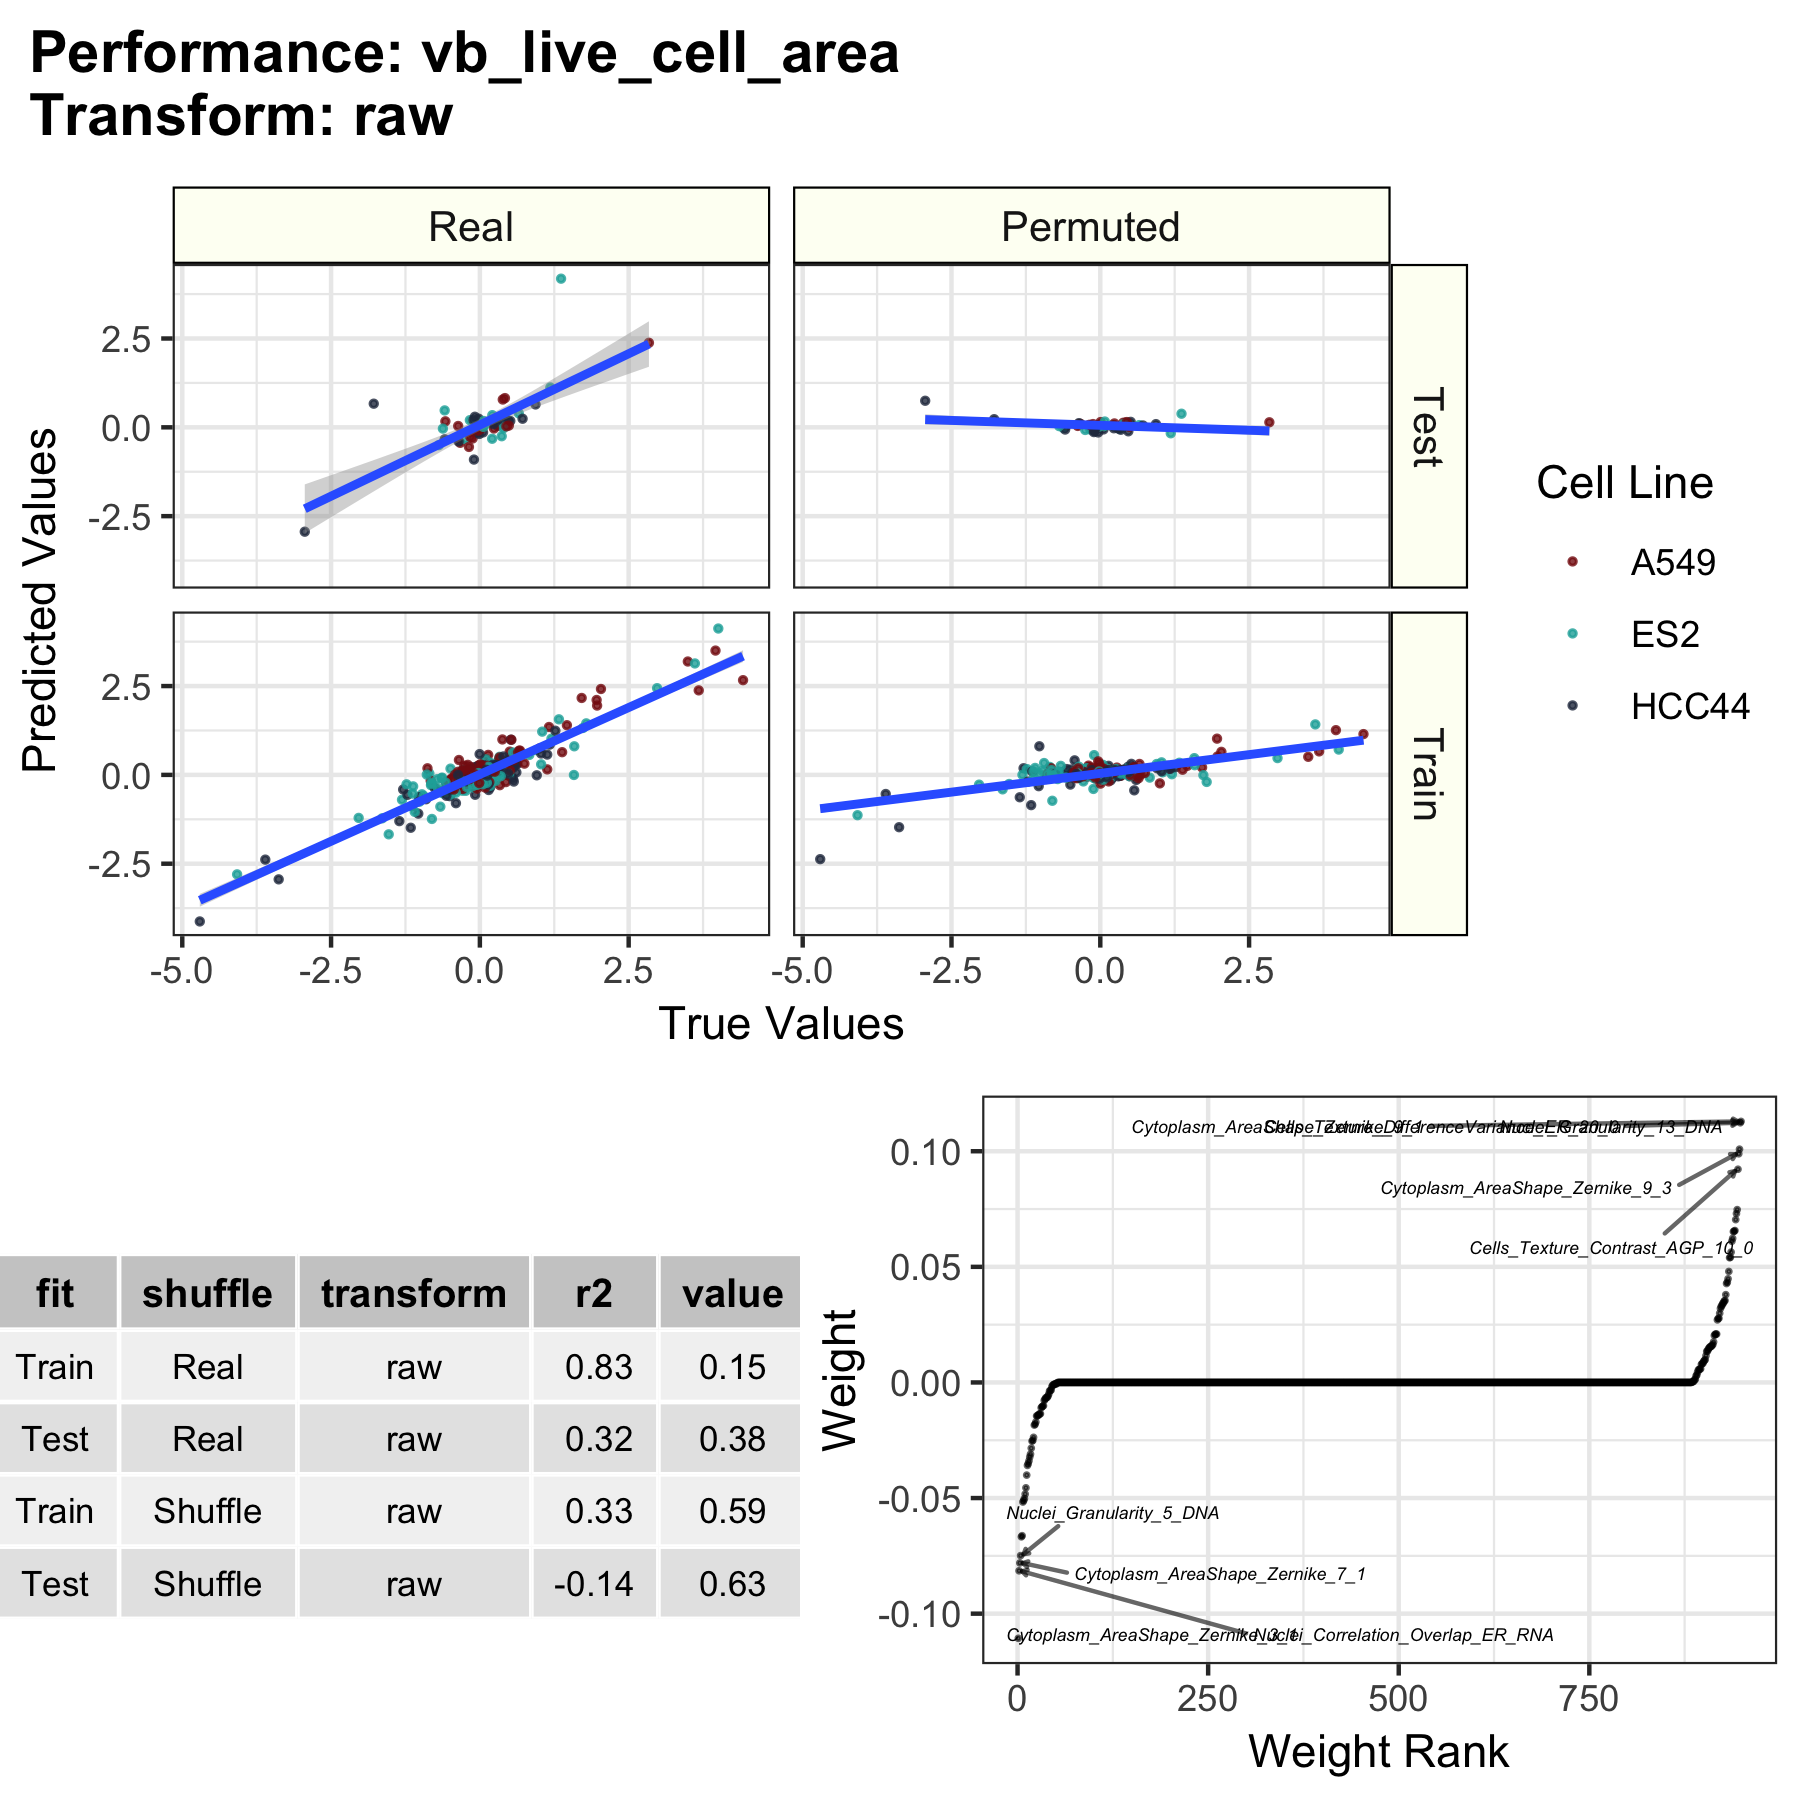 Performance: vb_live_cell_area
Transform: raw
Real
Permuted
2.5
0.0
-2.5
Test
2.5
0.0
-2.5
Train
Predicted Values
-5.0
-2.5
0.0
2.5
-5.0
-2.5
0.0
2.5
True Values
Cell Line
A549
ES2
HCC44
fit shuffle transform r2 value
Train Real raw 0.83 0.15
Test Real raw 0.32 0.38
Train Shuffle raw 0.33 0.59
Test Shuffle raw -0.14 0.63
Weight
0.10
0.05
0.00
-0.05
-0.10
Cytoplasm_AreaShape_Zernike_9_1
Cells_Texture_DifferenceVariance_ER_20_0
Nuclei_Granularity_13_DNA
Cytoplasm_AreaShape_Zernike_9_3
Cells_Texture_Contrast_AGP_10_0
Nuclei_Granularity_5_DNA
Cytoplasm_AreaShape_Zernike_7_1
Cytoplasm_AreaShape_Zernike_3_1
Nuclei_Correlation_Overlap_ER_RNA
0
250
500
750
Weight Rank